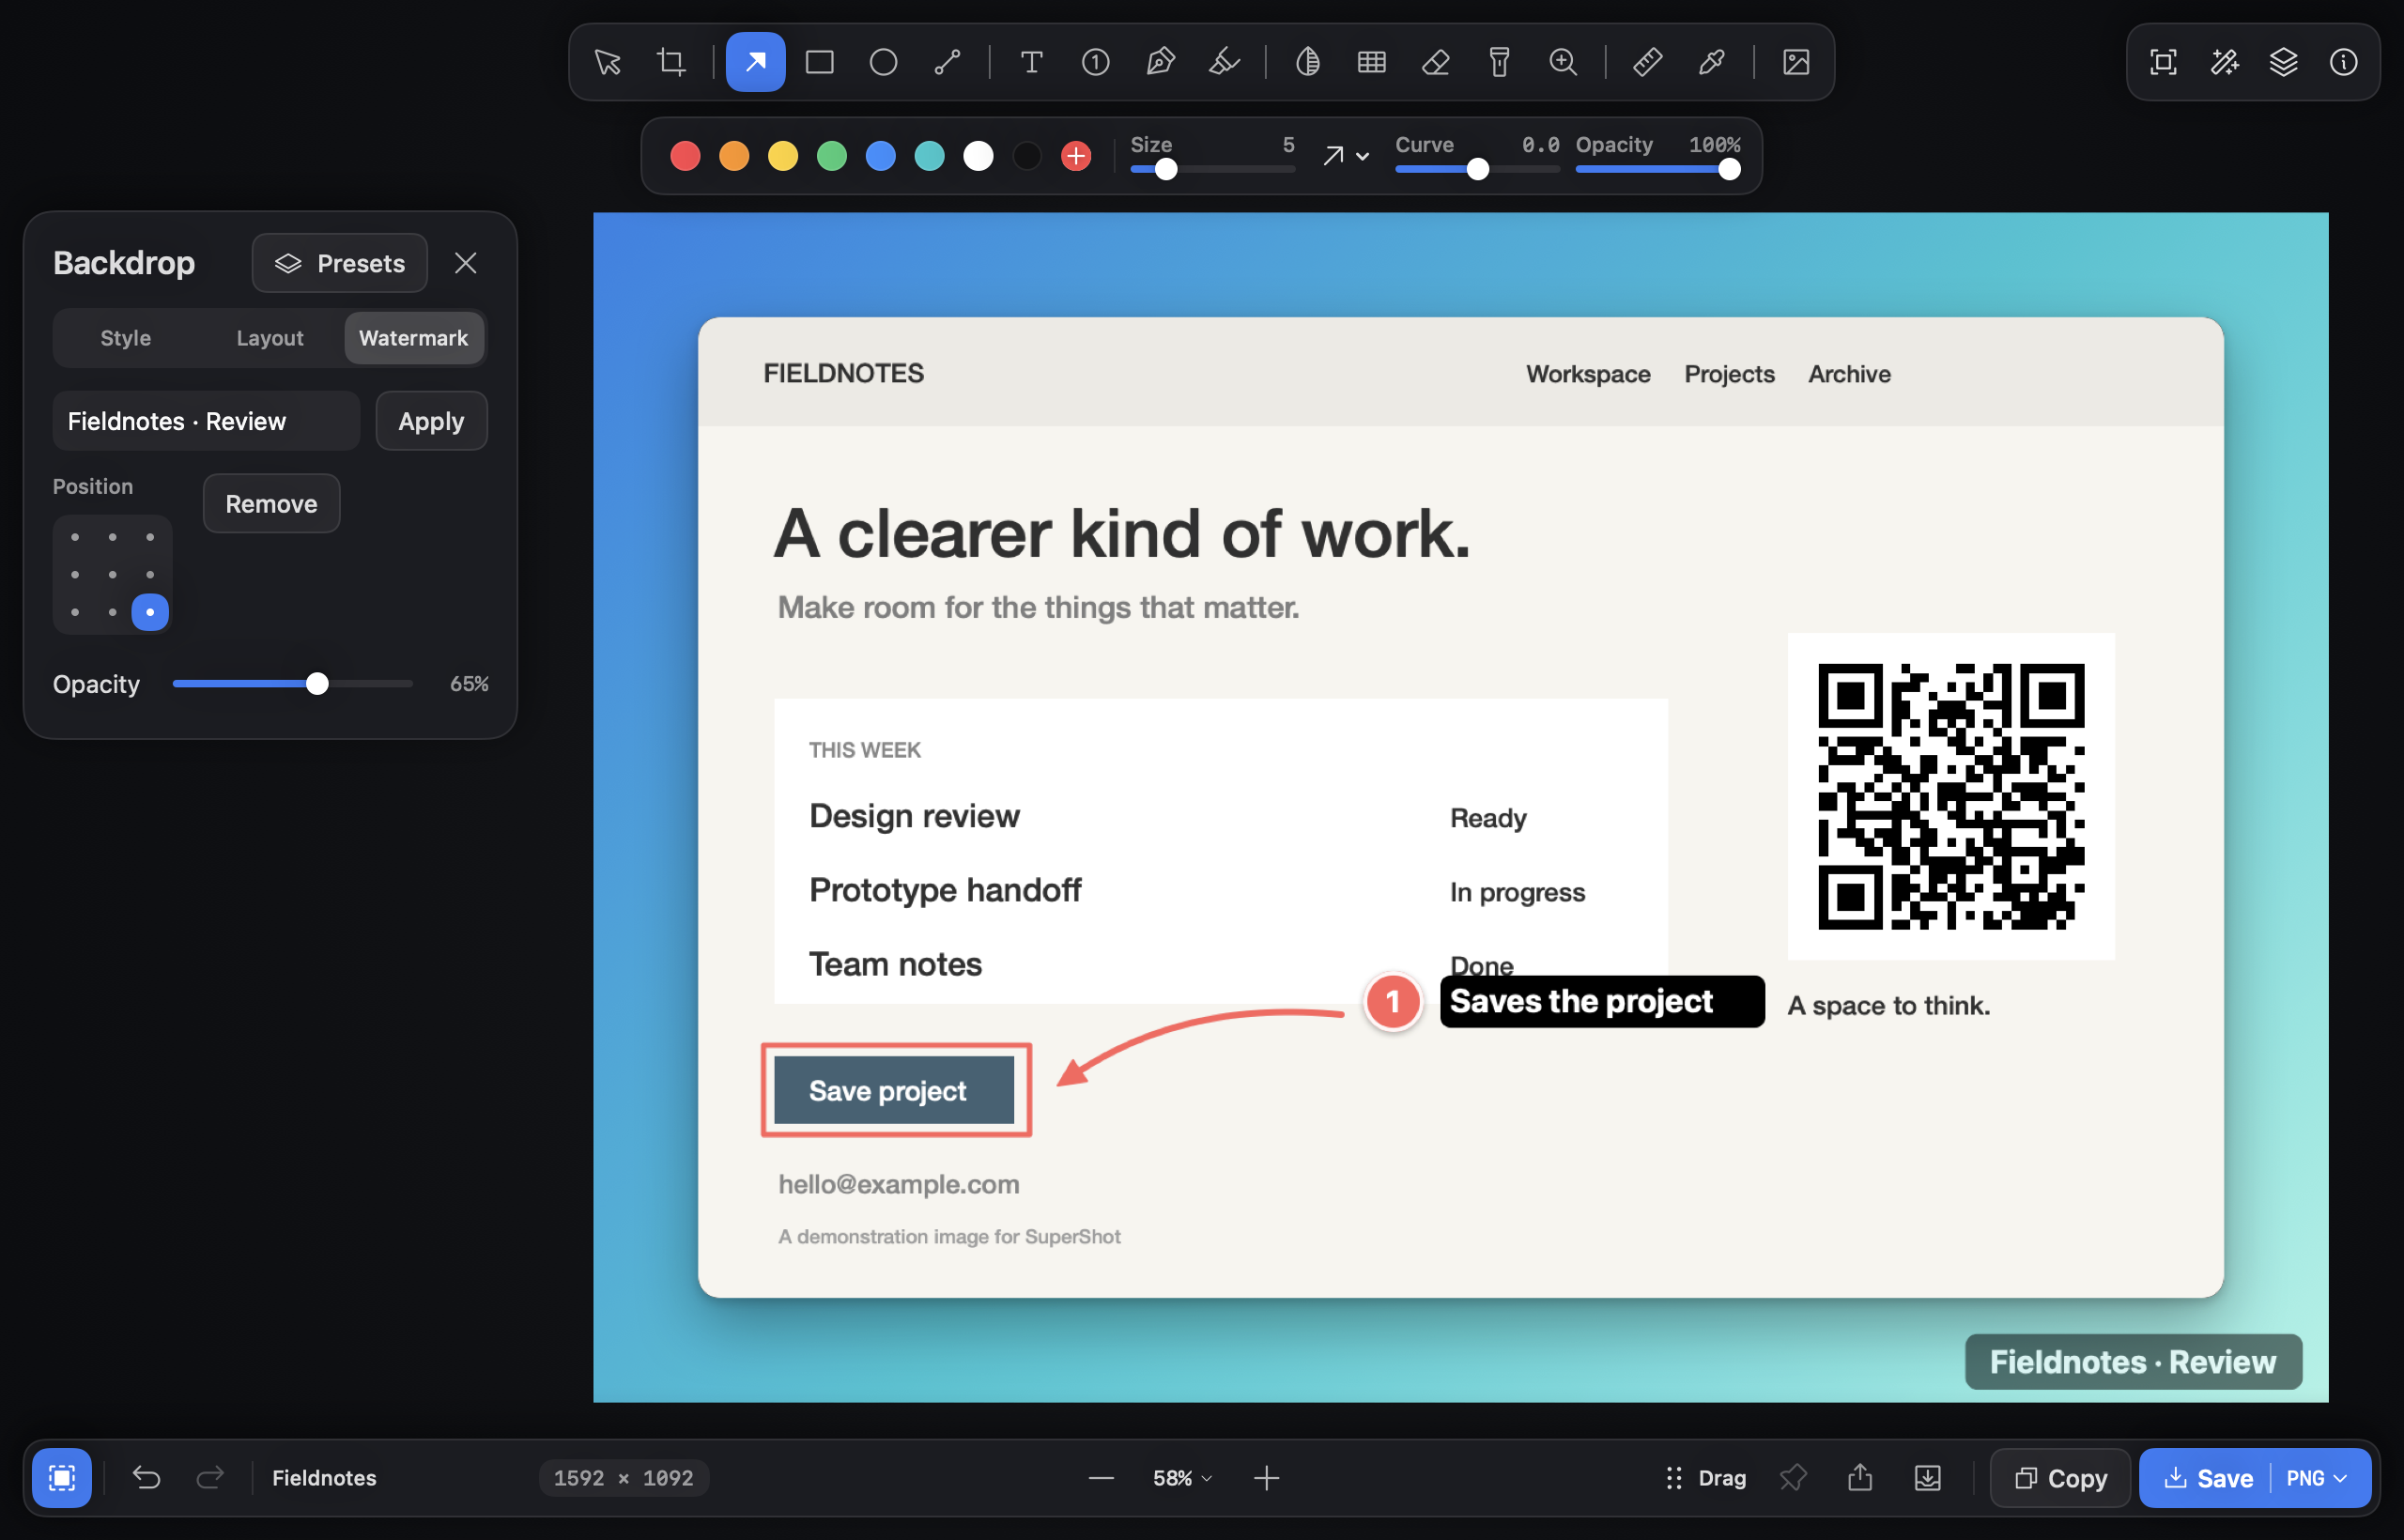 Size 5
Curve 0.0
Opacity 100%
Backdrop
Presets
Style Layout Watermark
Fieldnotes · Review Apply
Position
Remove
Opacity 65%
FIELDNOTES
Workspace Projects Archive
A clearer kind of work.
Make room for the things that matter.
THIS WEEK
Design review Ready
Prototype handoff In progress
Team notes Done
1 Saves the project
A space to think.
Save project
hello@example.com
A demonstration image for SuperShot
Fieldnotes · Review
Fieldnotes 1592 × 1092 58% Drag Copy Save PNG